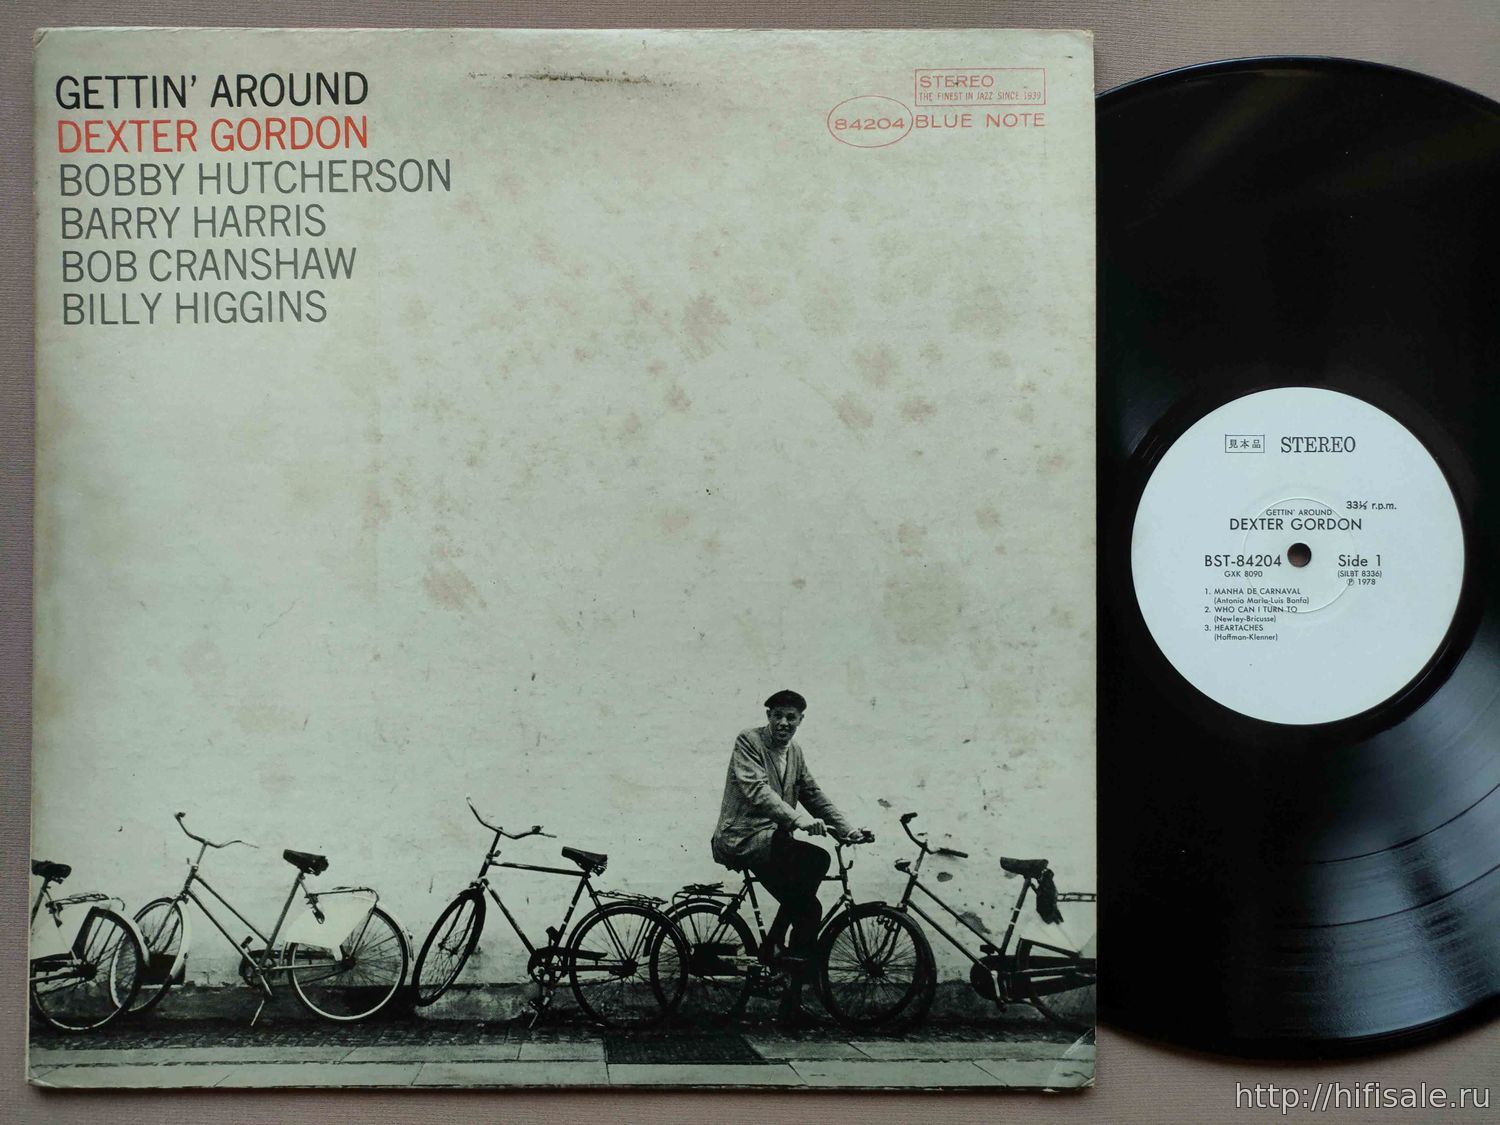 GETTIN' AROUND
DEXTER GORDON
BOBBY HUTCHERSON
BARRY HARRIS
BOB CRANSHAW
BILLY HIGGINS
STEREO
THE FINEST IN JAZZ SINCE 1939
84204 BLUE NOTE
見本品 STEREO
33⅓ r.p.m.
GETTIN' AROUND
DEXTER GORDON
BST-84204 Side 1
GXK 8090 (SILBT 8336)
Ⓟ 1978
1. MANHA DE CARNAVAL
(Antonio Maria-Luis Bonfa)
2. WHO CAN I TURN TO
(Newley-Bricusse)
3. HEARTACHES
(Hoffman-Klenner)
http://hifisale.ru